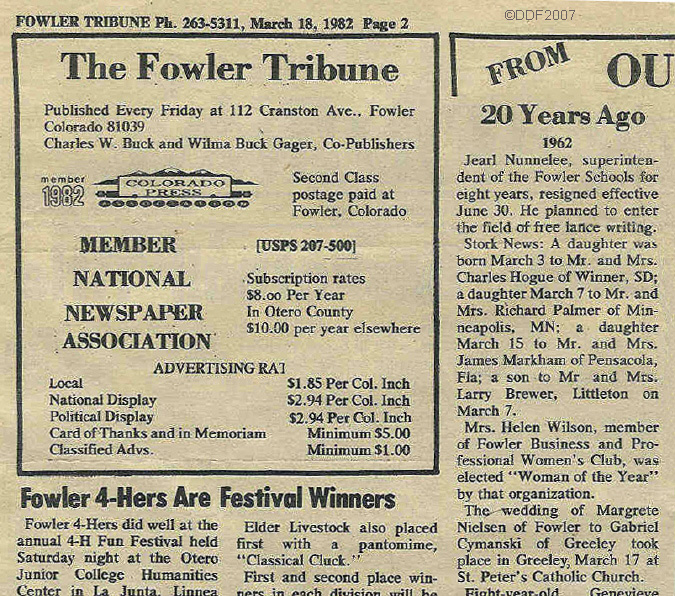 ©DDF2007
FOWLER TRIBUNE Ph. 263-5311, March 18, 1982 Page 2
The Fowler Tribune
Published Every Friday at 112 Cranston Ave., Fowler
Colorado 81039
Charles W. Buck and Wilma Buck Gager, Co-Publishers
member
1982
COLORADO
PRESS
Second Class
postage paid at
Fowler, Colorado
MEMBER
NATIONAL
NEWSPAPER
ASSOCIATION
[USPS 207-500]
Subscription rates
$8.oo Per Year
In Otero County
$10.00 per year elsewhere
ADVERTISING RAT
Local $1.85 Per Col. Inch
National Display $2.94 Per Col. Inch
Political Display $2.94 Per Col. Inch
Card of Thanks and in Memoriam Minimum $5.00
Classified Advs. Minimum $1.00
Fowler 4-Hers Are Festival Winners
Fowler 4-Hers did well at the
annual 4-H Fun Festival held
Saturday night at the Otero
Junior College Humanities
Center in La Junta. Linnea
Elder Livestock also placed
first with a pantomime,
"Classical Cluck."
First and second place win-
ners in each division will be
FROM OU
20 Years Ago
1962
Jearl Nunnelee, superinten-
dent of the Fowler Schools for
eight years, resigned effective
June 30. He planned to enter
the field of free lance writing.
Stork News: A daughter was
born March 3 to Mr. and Mrs.
Charles Hogue of Winner, SD;
a daughter March 7 to Mr. and
Mrs. Richard Palmer of Min-
neapolis, MN; a daughter
March 15 to Mr. and Mrs.
James Markham of Pensacola,
Fla; a son to Mr and Mrs.
Larry Brewer, Littleton on
March 7.
Mrs. Helen Wilson, member
of Fowler Business and Pro-
fessional Women's Club, was
elected "Woman of the Year"
by that organization.
The wedding of Margrete
Nielsen of Fowler to Gabriel
Cymanski of Greeley took
place in Greeley, March 17 at
St. Peter's Catholic Church.
Eight-year-old Genevieve